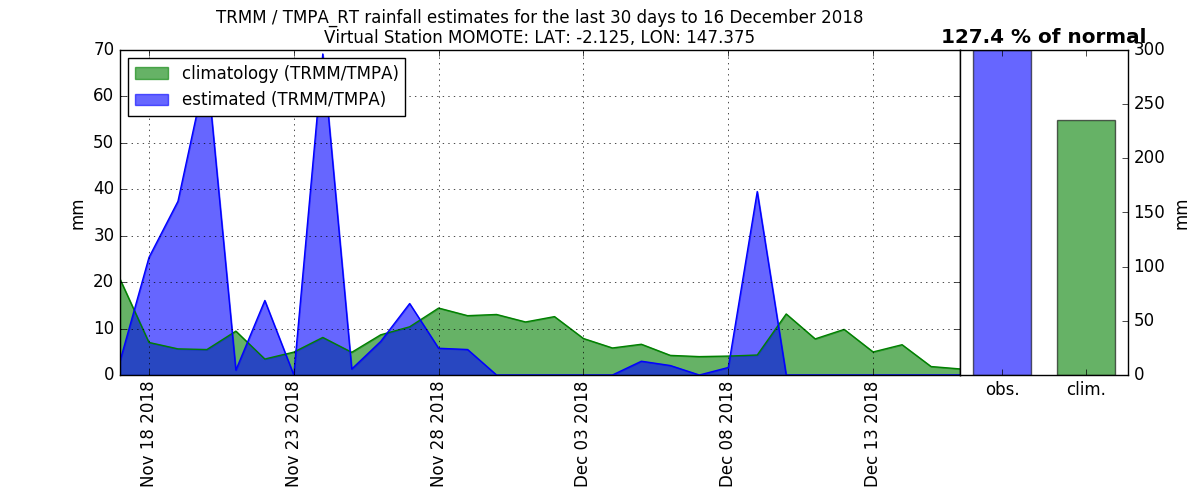 TRMM / TMPA_RT rainfall estimates for the last 30 days to 16 December 2018
Virtual Station MOMOTE: LAT: -2.125, LON: 147.375
127.4 % of normal
climatology (TRMM/TMPA)
estimated (TRMM/TMPA)
mm
70
60
50
40
30
20
10
0
Nov 18 2018
Nov 23 2018
Nov 28 2018
Dec 03 2018
Dec 08 2018
Dec 13 2018
obs.
clim.
300
250
200
150
100
50
0
mm